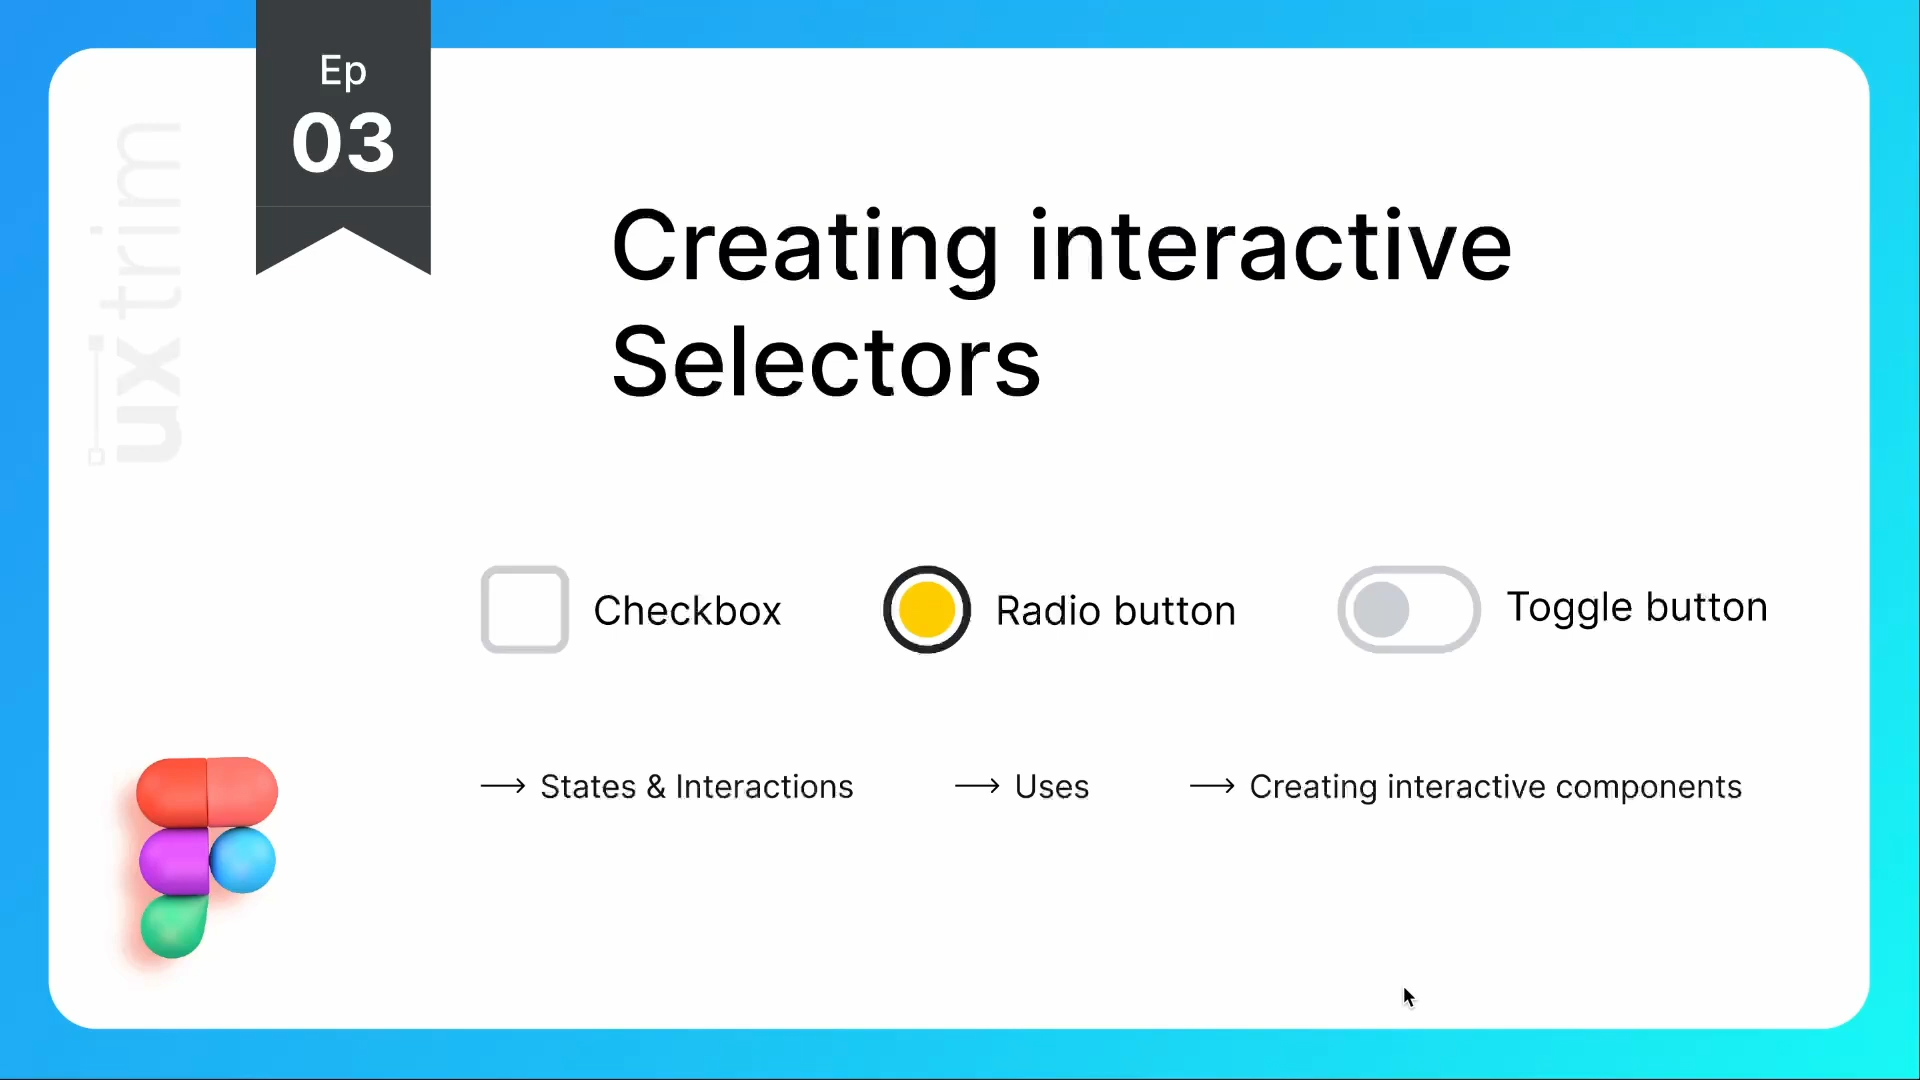 Ep
03
uxtrim
Creating interactive
Selectors
Checkbox
Radio button
Toggle button
→ States & Interactions
→ Uses
→ Creating interactive components